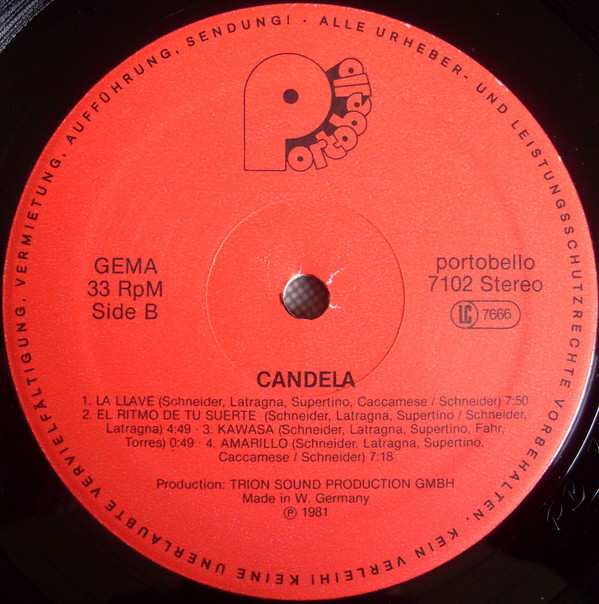 ALLE URHEBER- UND LEISTUNGSSCHUTZRECHTE VORBEHALTEN. KEIN VERLEIH! KEINE UNERLAUBTE VERVIELFÄLTIGUNG, VERMIETUNG, AUFFÜHRUNG, SENDUNG! ·
Portobello
GEMA
33 RpM
Side B
portobello
7102 Stereo
LC 7666
CANDELA
1. LA LLAVE (Schneider, Latragna, Supertino, Caccamese / Schneider) 7:50
2. EL RITMO DE TU SUERTE (Schneider, Latragna, Supertino / Schneider,
Latragna) 4:49 · 3. KAWASA (Schneider, Latragna, Supertino, Fahr,
Torres) 0:49 · 4. AMARILLO (Schneider, Latragna, Supertino,
Caccamese / Schneider) 7:18
Production: TRION SOUND PRODUCTION GMBH
Made in W. Germany
Ⓟ 1981